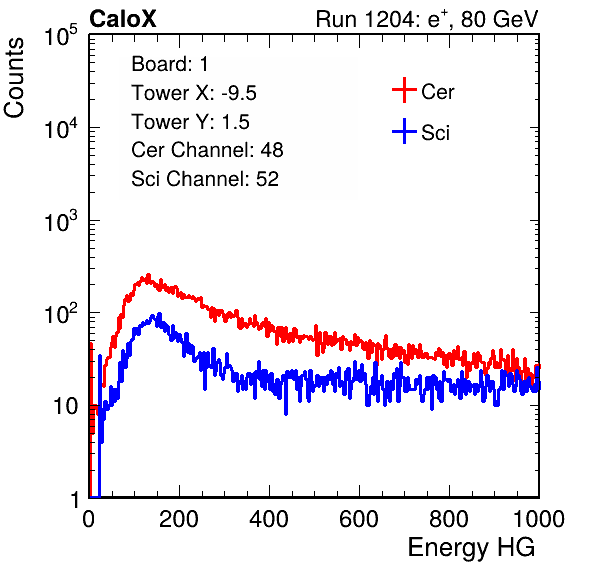 CaloX Run 1204: e⁺, 80 GeV
Counts
10⁵
10⁴
10³
10²
10
1
Board: 1
Tower X: -9.5
Tower Y: 1.5
Cer Channel: 48
Sci Channel: 52
Cer
Sci
0 200 400 600 800 1000
Energy HG